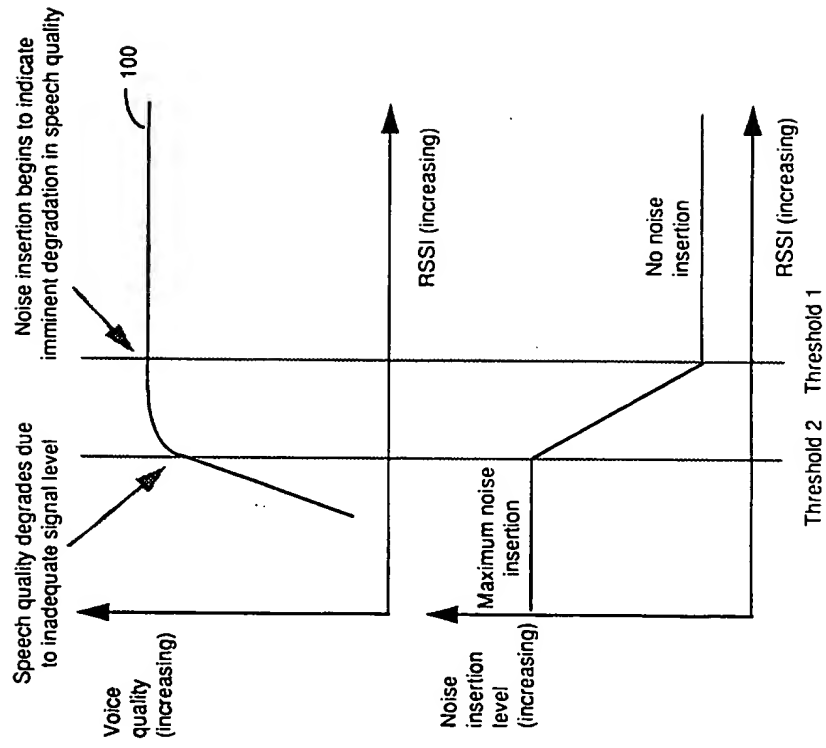 Speech quality degrades due
to inadequate signal level
Noise insertion begins to indicate
imminent degradation in speech quality
100
Voice
quality
(increasing)
RSSI (increasing)
Noise
insertion
level
(increasing)
Maximum noise
insertion
No noise
insertion
RSSI (increasing)
Threshold 2
Threshold 1